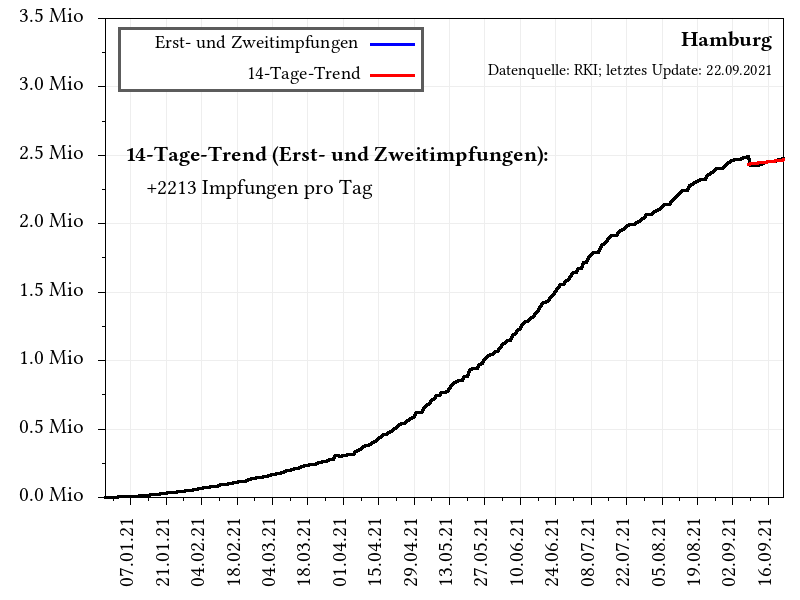 3.5 Mio
3.0 Mio
2.5 Mio
2.0 Mio
1.5 Mio
1.0 Mio
0.5 Mio
0.0 Mio
Erst- und Zweitimpfungen
14-Tage-Trend
Hamburg
Datenquelle: RKI; letztes Update: 22.09.2021
14-Tage-Trend (Erst- und Zweitimpfungen):
+2213 Impfungen pro Tag
07.01.21
21.01.21
04.02.21
18.02.21
04.03.21
18.03.21
01.04.21
15.04.21
29.04.21
13.05.21
27.05.21
10.06.21
24.06.21
08.07.21
22.07.21
05.08.21
19.08.21
02.09.21
16.09.21